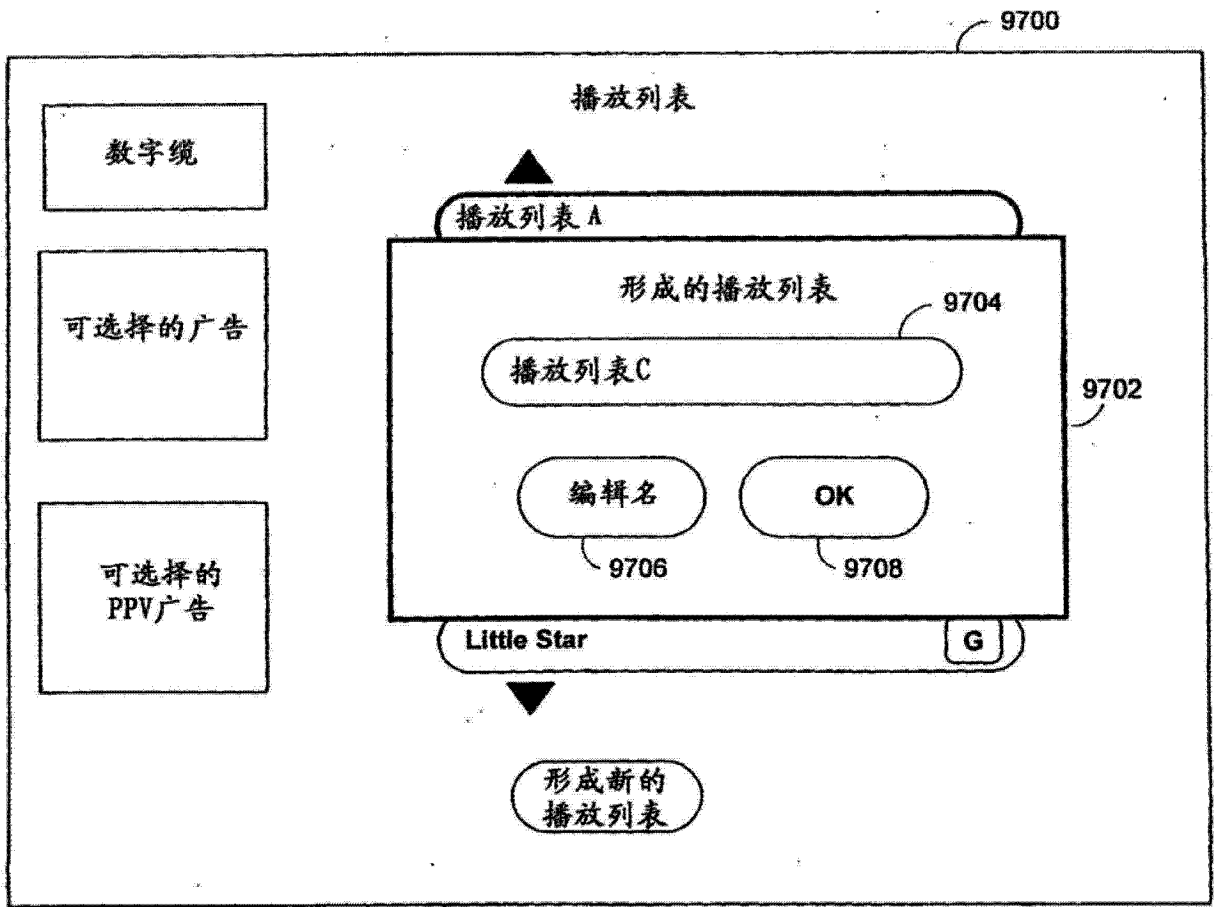 9700
播放列表
数字缆
播放列表 A
可选择的广告
形成的播放列表
9704
播放列表C
9702
编辑名
OK
9706
9708
可选择的
PPV广告
Little Star
G
形成新的
播放列表